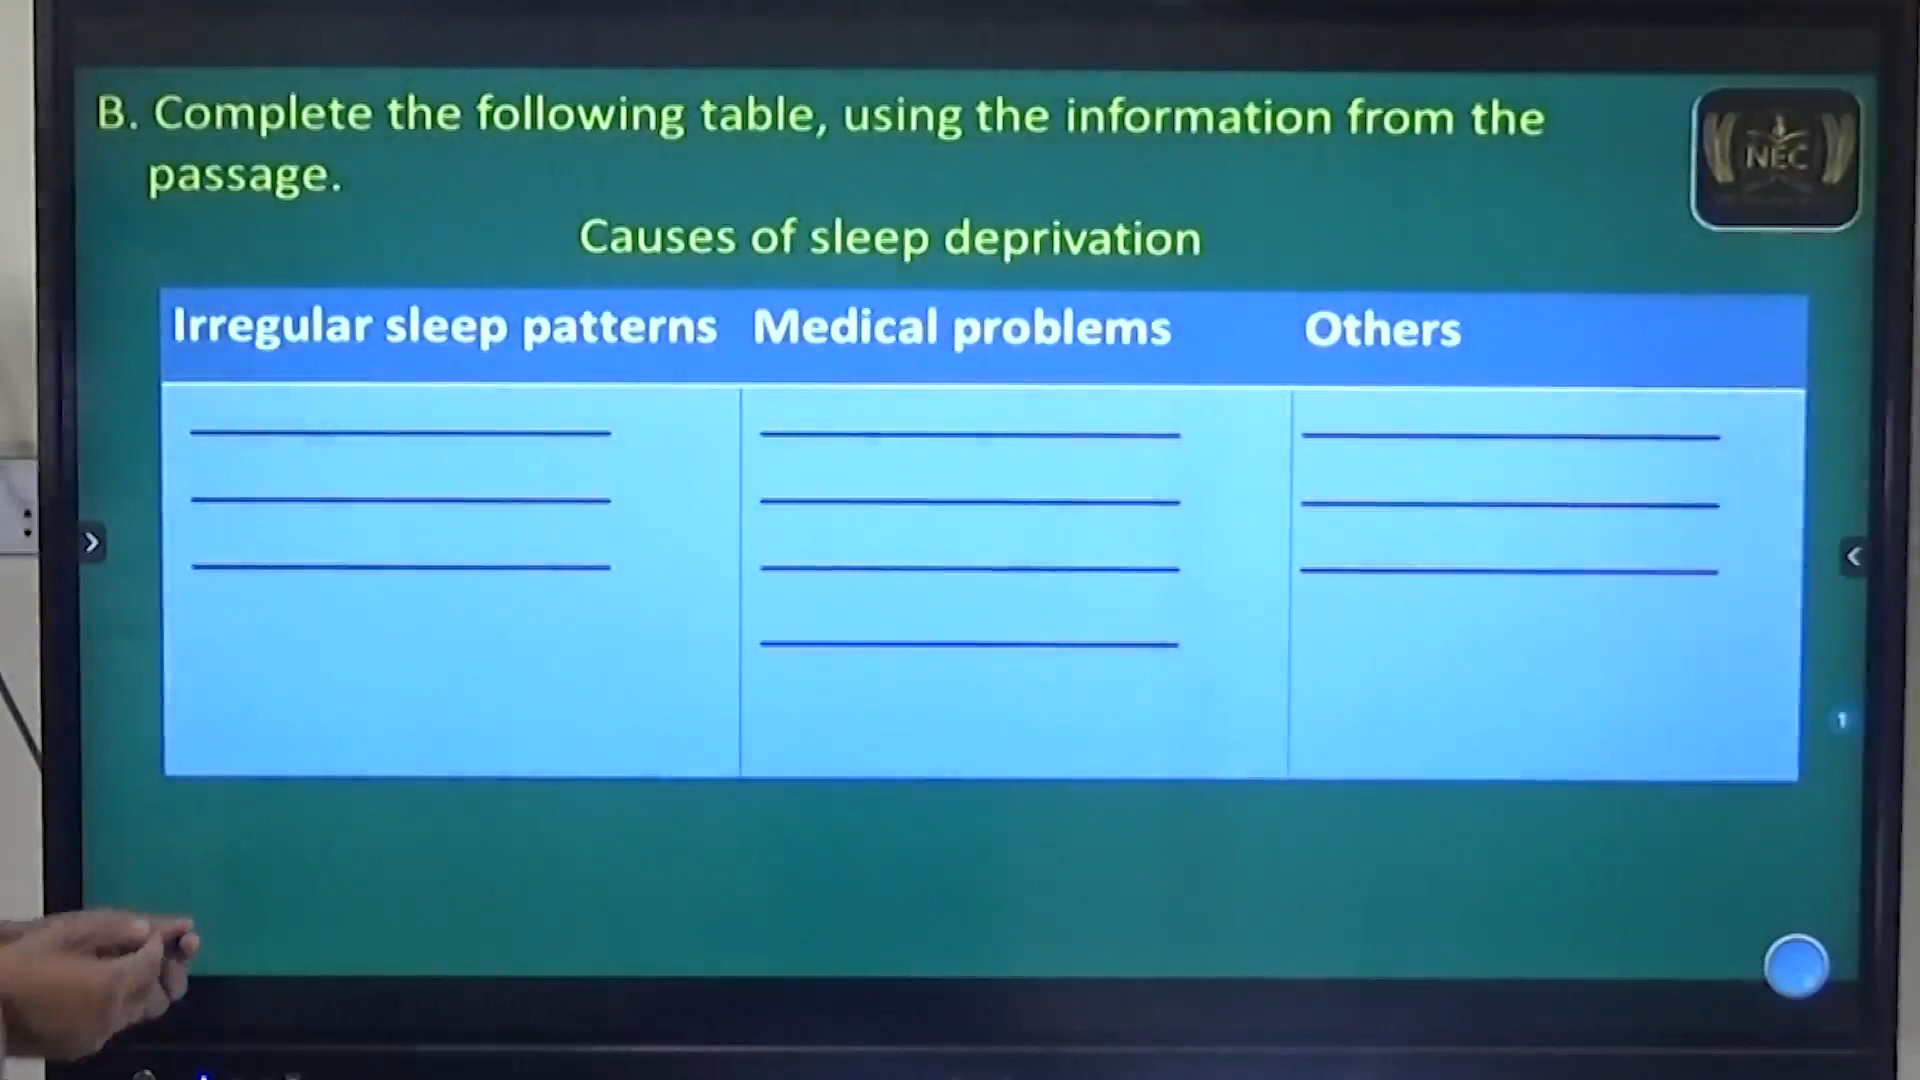 B. Complete the following table, using the information from the
passage.
NEC
Causes of sleep deprivation
Irregular sleep patterns Medical problems Others
1